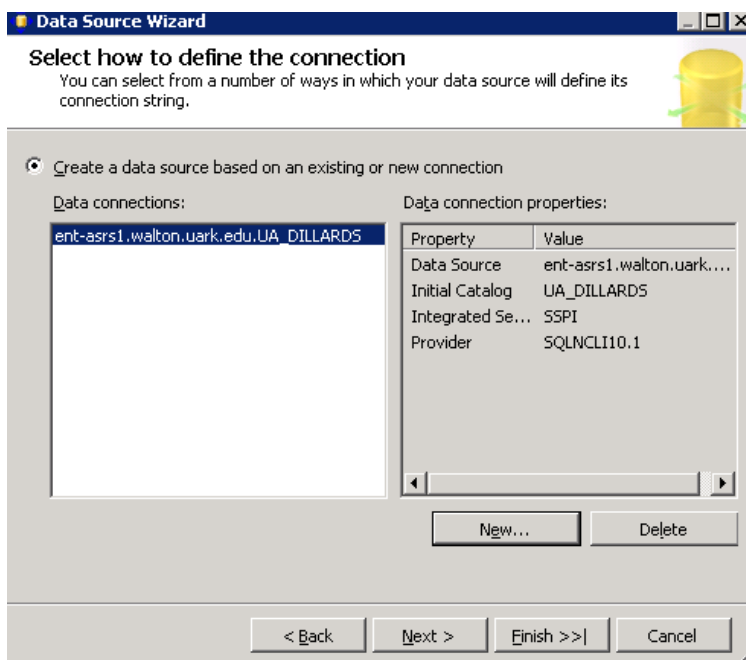 Data Source Wizard
Select how to define the connection
You can select from a number of ways in which your data source will define its
connection string.
Create a data source based on an existing or new connection
Data connections:
ent-asrs1.walton.uark.edu.UA_DILLARDS
Data connection properties:
Property Value
Data Source ent-asrs1.walton.uark....
Initial Catalog UA_DILLARDS
Integrated Se... SSPI
Provider SQLNCLI10.1
New...
Delete
< Back
Next >
Finish >>|
Cancel